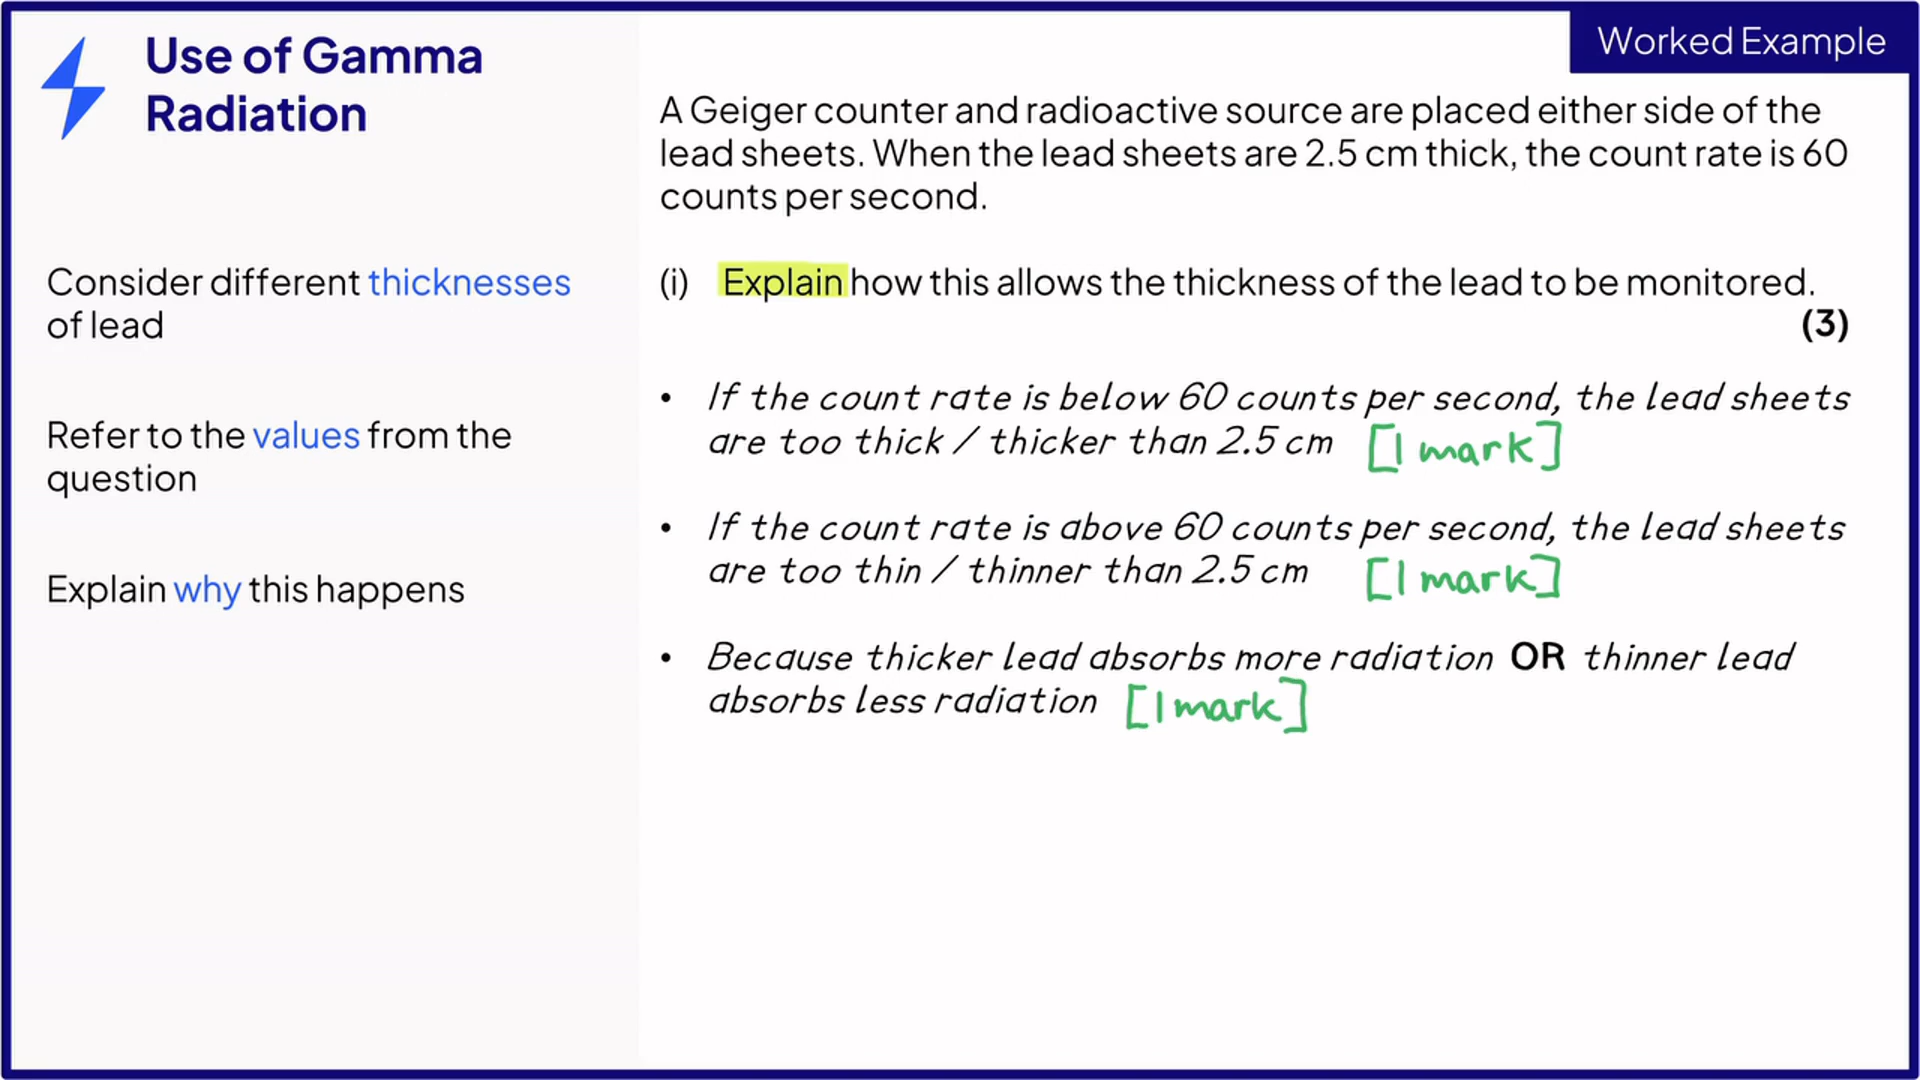 Use of Gamma
Radiation
Worked Example
Consider different thicknesses
of lead
Refer to the values from the
question
Explain why this happens
A Geiger counter and radioactive source are placed either side of the
lead sheets. When the lead sheets are 2.5 cm thick, the count rate is 60
counts per second.
(i) Explain how this allows the thickness of the lead to be monitored.
(3)
• If the count rate is below 60 counts per second, the lead sheets
are too thick / thicker than 2.5 cm [1 mark]
• If the count rate is above 60 counts per second, the lead sheets
are too thin / thinner than 2.5 cm [1 mark]
• Because thicker lead absorbs more radiation OR thinner lead
absorbs less radiation [1 mark]